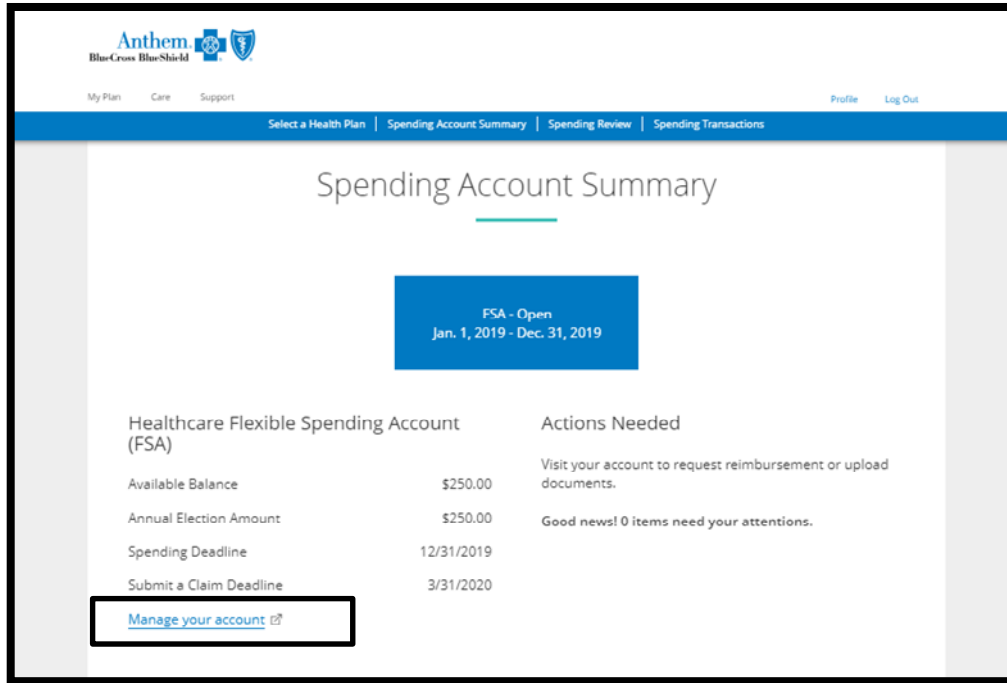 Anthem.
BlueCross BlueShield
My Plan Care Support
Profile Log Out
Select a Health Plan | Spending Account Summary | Spending Review | Spending Transactions
Spending Account Summary
FSA - Open
Jan. 1, 2019 - Dec. 31, 2019
Healthcare Flexible Spending Account
(FSA)
Available Balance $250.00
Annual Election Amount $250.00
Spending Deadline 12/31/2019
Submit a Claim Deadline 3/31/2020
Manage your account
Actions Needed
Visit your account to request reimbursement or upload
documents.
Good news! 0 items need your attentions.